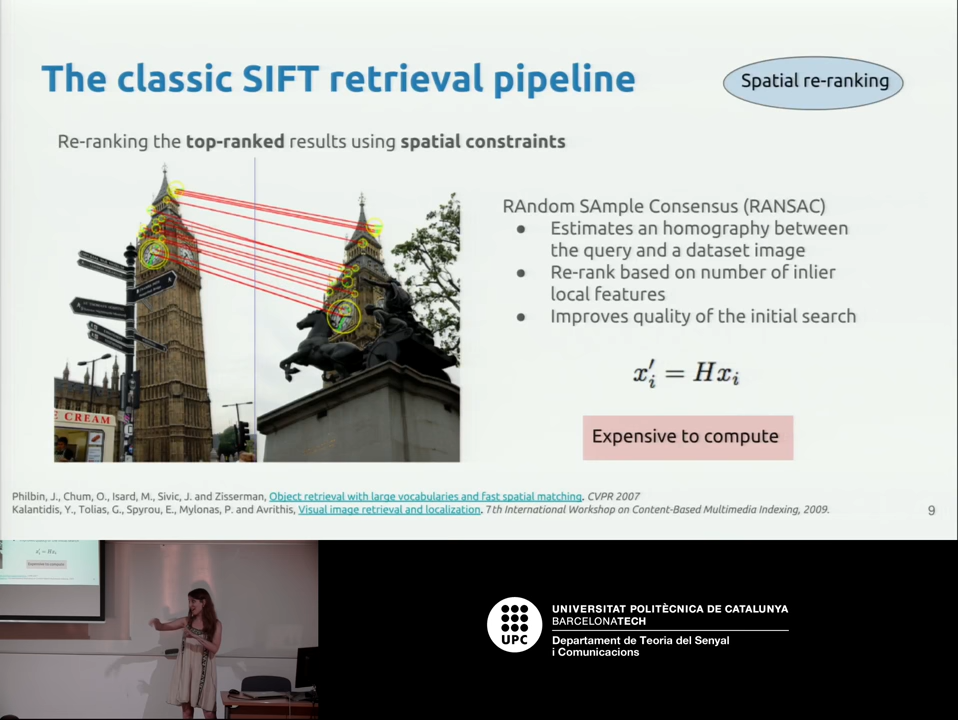 The classic SIFT retrieval pipeline
Spatial re-ranking
Re-ranking the top-ranked results using spatial constraints
RAndom SAmple Consensus (RANSAC)
● Estimates an homography between
the query and a dataset image
● Re-rank based on number of inlier
local features
● Improves quality of the initial search
x′ᵢ = Hxᵢ
Expensive to compute
E CREAM
Philbin, J., Chum, O., Isard, M., Sivic, J. and Zisserman, Object retrieval with large vocabularies and fast spatial matching. CVPR 2007
Kalantidis, Y., Tolias, G., Spyrou, E., Mylonas, P. and Avrithis, Visual image retrieval and localization. 7th International Workshop on Content-Based Multimedia Indexing, 2009.
9
x′ᵢ = Hxᵢ
Expensive to compute
UPC
UNIVERSITAT POLITÈCNICA DE CATALUNYA
BARCELONATECH
Departament de Teoria del Senyal
i Comunicacions